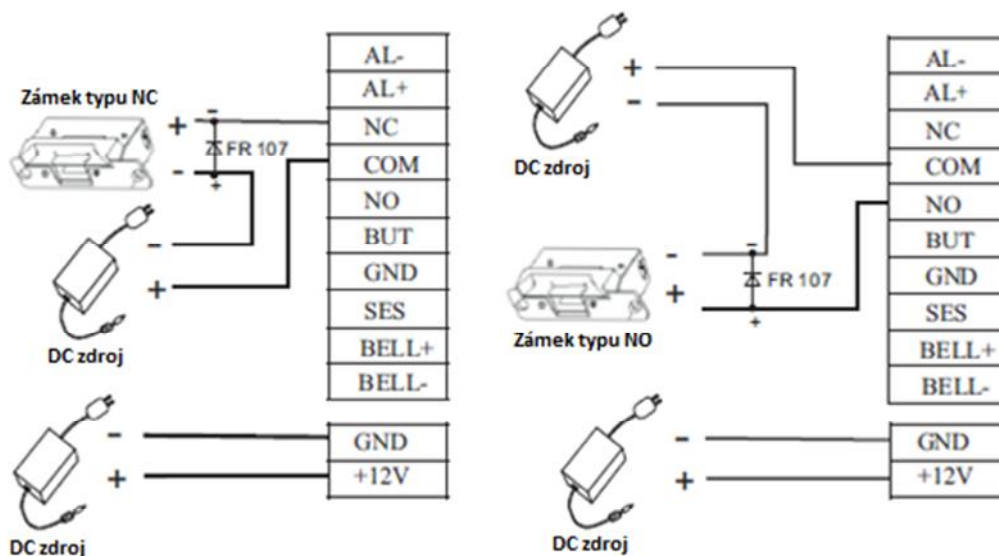 Zámek typu NC
+
-
-
+
FR 107
-
+
DC zdroj
AL-
AL+
NC
COM
NO
BUT
GND
SES
BELL+
BELL-
-
+
DC zdroj
GND
+12V
+
-
DC zdroj
-
+
-
FR 107
+
Zámek typu NO
AL-
AL+
NC
COM
NO
BUT
GND
SES
BELL+
BELL-
-
+
DC zdroj
GND
+12V